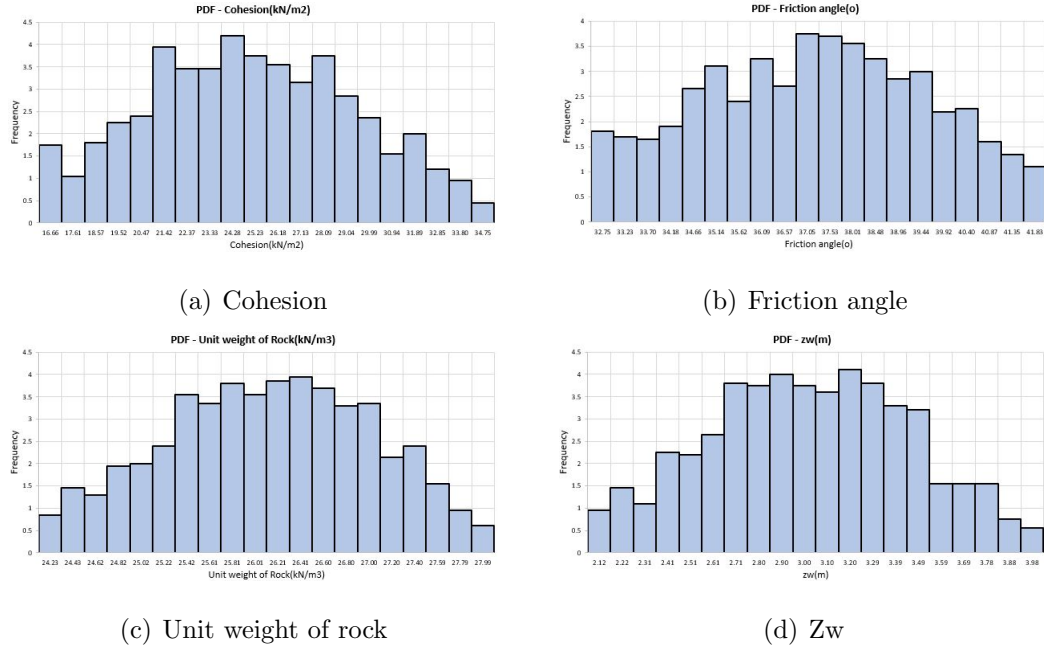 PDF - Cohesion(kN/m2)
4.5
4
3.5
3
2.5
2
1.5
1
0.5
0
Frequency
16.66 17.61 18.57 19.52 20.47 21.42 22.37 23.33 24.28 25.23 26.18 27.13 28.09 29.04 29.99 30.94 31.89 32.85 33.80 34.75
Cohesion(kN/m2)
(a) Cohesion
PDF - Friction angle(o)
4
3.5
3
2.5
2
1.5
1
0.5
0
Frequency
32.75 33.23 33.70 34.18 34.66 35.14 35.62 36.09 36.57 37.05 37.53 38.01 38.48 38.96 39.44 39.92 40.40 40.87 41.35 41.83
Friction angle(o)
(b) Friction angle
PDF - Unit weight of Rock(kN/m3)
4.5
4
3.5
3
2.5
2
1.5
1
0.5
0
Frequency
24.23 24.43 24.62 24.82 25.02 25.22 25.42 25.61 25.81 26.01 26.21 26.41 26.60 26.80 27.00 27.20 27.40 27.59 27.79 27.99
Unit weight of Rock(kN/m3)
(c) Unit weight of rock
PDF - zw(m)
4.5
4
3.5
3
2.5
2
1.5
1
0.5
0
Frequency
2.12 2.22 2.31 2.41 2.51 2.61 2.71 2.80 2.90 3.00 3.10 3.20 3.29 3.39 3.49 3.59 3.69 3.78 3.88 3.98
zw(m)
(d) Zw